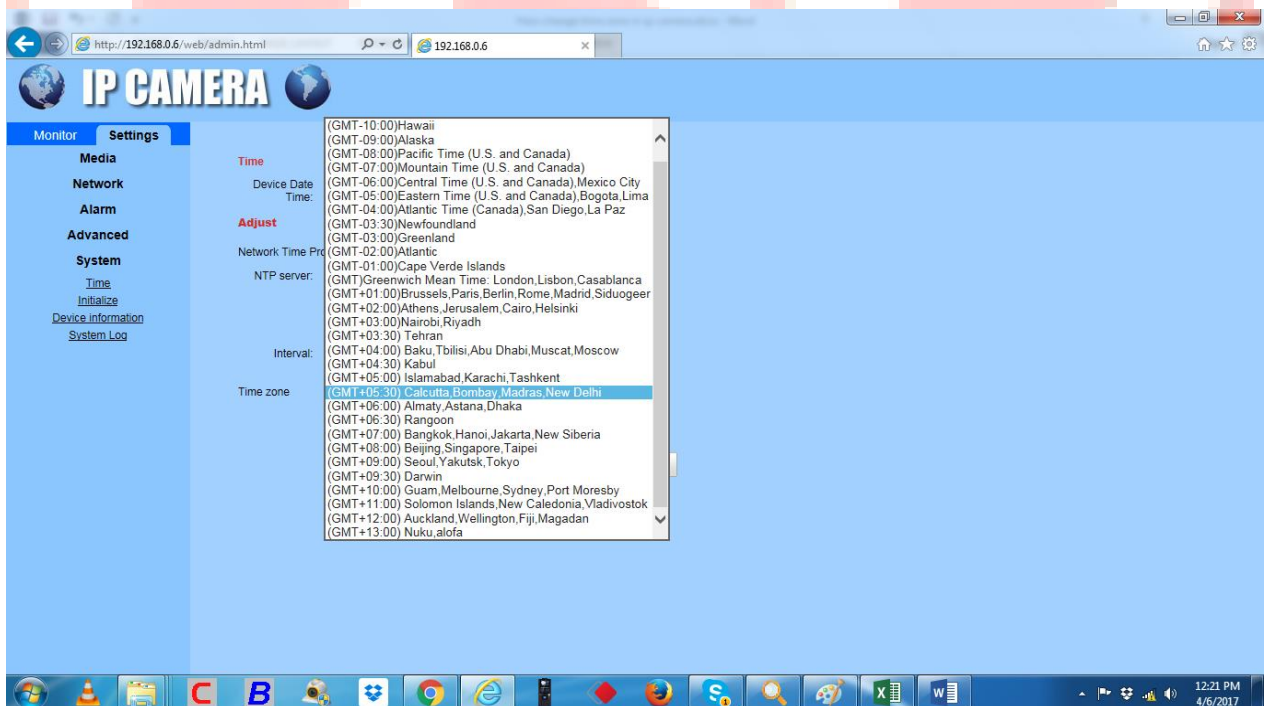 http://192.168.0.6/web/admin.html
192.168.0.6
IP CAMERA
Monitor Settings
Media
Network
Alarm
Advanced
System
Time
Initialize
Device information
System Log
Time
Device Date
Time:
Adjust
Network Time Pro
NTP server:
Interval:
Time zone
(GMT-10:00)Hawaii
(GMT-09:00)Alaska
(GMT-08:00)Pacific Time (U.S. and Canada)
(GMT-07:00)Mountain Time (U.S. and Canada)
(GMT-06:00)Central Time (U.S. and Canada),Mexico City
(GMT-05:00)Eastern Time (U.S. and Canada),Bogota,Lima
(GMT-04:00)Atlantic Time (Canada),San Diego,La Paz
(GMT-03:30)Newfoundland
(GMT-03:00)Greenland
(GMT-02:00)Atlantic
(GMT-01:00)Cape Verde Islands
(GMT)Greenwich Mean Time: London,Lisbon,Casablanca
(GMT+01:00)Brussels,Paris,Berlin,Rome,Madrid,Siduogeer
(GMT+02:00)Athens,Jerusalem,Cairo,Helsinki
(GMT+03:00)Nairobi,Riyadh
(GMT+03:30) Tehran
(GMT+04:00) Baku,Tbilisi,Abu Dhabi,Muscat,Moscow
(GMT+04:30) Kabul
(GMT+05:00) Islamabad,Karachi,Tashkent
(GMT+05:30) Calcutta,Bombay,Madras,New Delhi
(GMT+06:00) Almaty,Astana,Dhaka
(GMT+06:30) Rangoon
(GMT+07:00) Bangkok,Hanoi,Jakarta,New Siberia
(GMT+08:00) Beijing,Singapore,Taipei
(GMT+09:00) Seoul,Yakutsk,Tokyo
(GMT+09:30) Darwin
(GMT+10:00) Guam,Melbourne,Sydney,Port Moresby
(GMT+11:00) Solomon Islands,New Caledonia,Vladivostok
(GMT+12:00) Auckland,Wellington,Fiji,Magadan
(GMT+13:00) Nuku,alofa
12:21 PM
4/6/2017